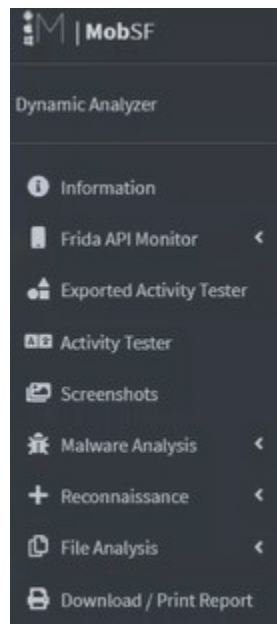 M | MobSF
Dynamic Analyzer
Information
Frida API Monitor
Exported Activity Tester
Activity Tester
Screenshots
Malware Analysis
Reconnaissance
File Analysis
Download / Print Report